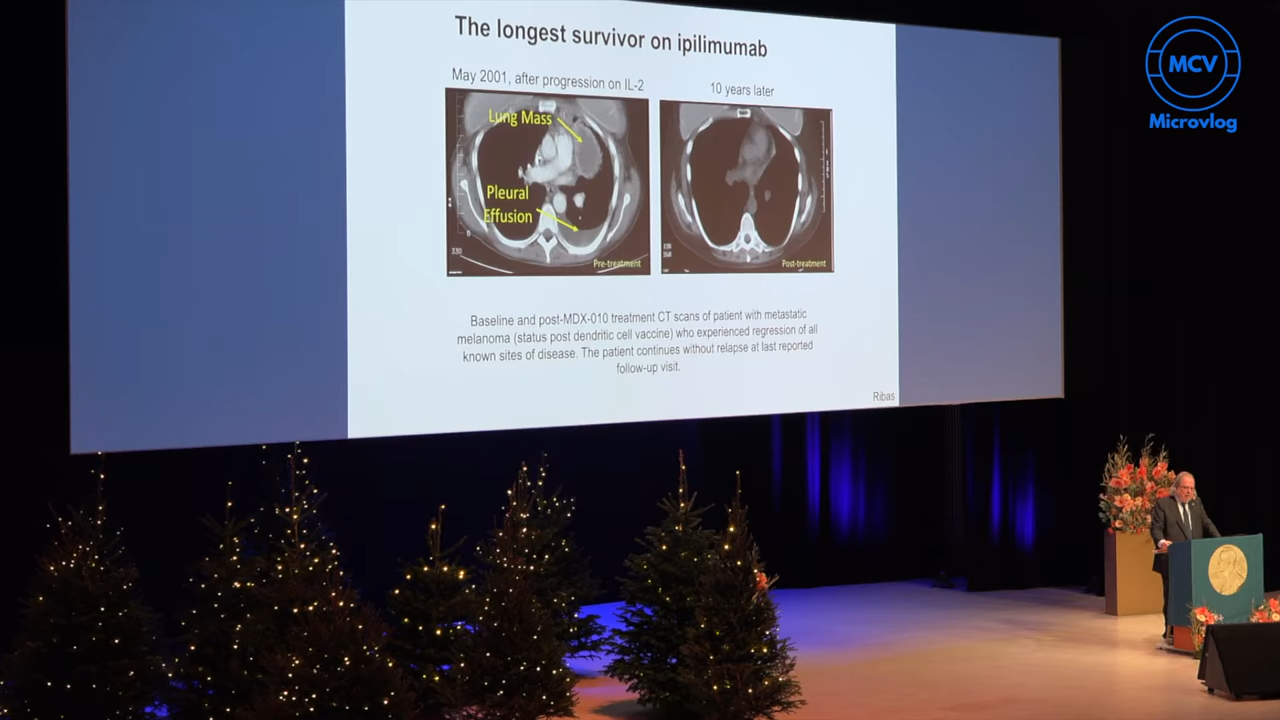 The longest survivor on ipilimumab
May 2001, after progression on IL-2
10 years later
Lung Mass
Pleural
Effusion
330
Pre-treatment
Post-treatment
Baseline and post-MDX-010 treatment CT scans of patient with metastatic
melanoma (status post dendritic cell vaccine) who experienced regression of all
known sites of disease. The patient continues without relapse at last reported
follow-up visit.
Ribas
MCV
Microvlog